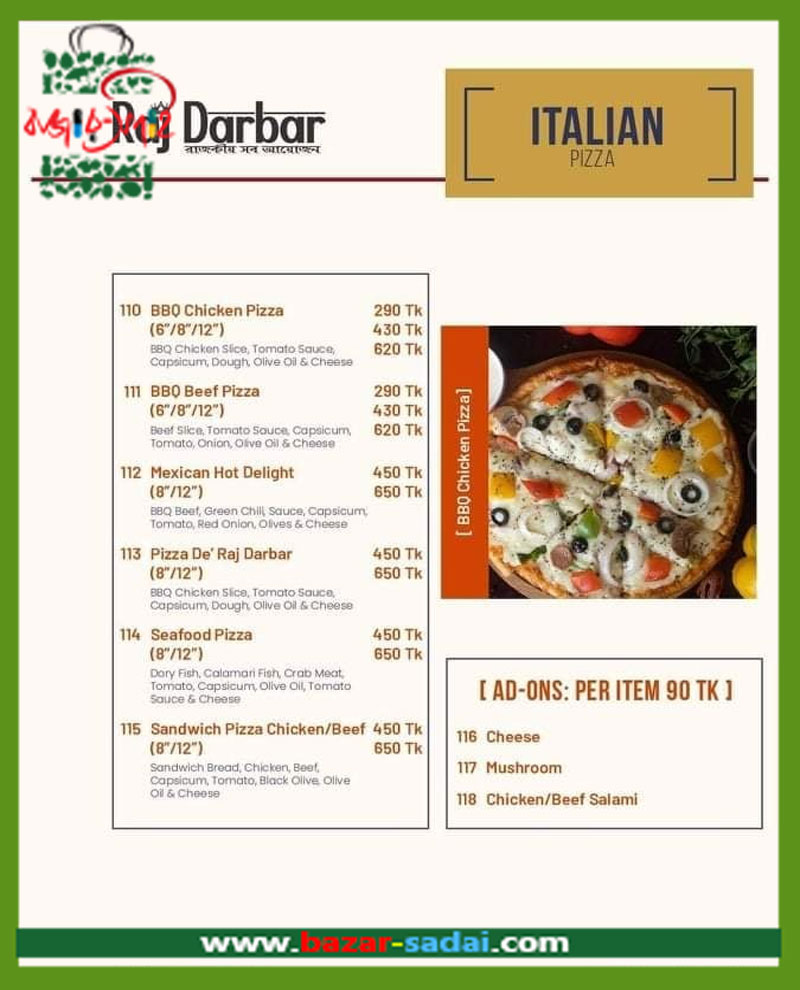 Raj Darbar
রাজকীয় সব আয়োজন
ITALIAN
PIZZA
110 BBQ Chicken Pizza 290 Tk
(6"/8"/12") 430 Tk
BBQ Chicken Slice, Tomato Sauce, 620 Tk
Capsicum, Dough, Olive Oil & Cheese
111 BBQ Beef Pizza 290 Tk
(6"/8"/12") 430 Tk
Beef Slice, Tomato Sauce, Capsicum, 620 Tk
Tomato, Onion, Olive Oil & Cheese
112 Mexican Hot Delight 450 Tk
(8"/12") 650 Tk
BBQ Beef, Green Chili, Sauce, Capsicum,
Tomato, Red Onion, Olives & Cheese
113 Pizza De' Raj Darbar 450 Tk
(8"/12") 650 Tk
BBQ Chicken Slice, Tomato Sauce,
Capsicum, Dough, Olive Oil & Cheese
114 Seafood Pizza 450 Tk
(8"/12") 650 Tk
Dory Fish, Calamari Fish, Crab Meat,
Tomato, Capsicum, Olive Oil, Tomato
Sauce & Cheese
115 Sandwich Pizza Chicken/Beef 450 Tk
(8"/12") 650 Tk
Sandwich Bread, Chicken, Beef,
Capsicum, Tomato, Black Olive, Olive
Oil & Cheese
[ BBQ Chicken Pizza]
[ AD-ONS: PER ITEM 90 TK ]
116 Cheese
117 Mushroom
118 Chicken/Beef Salami
www.bazar-sadai.com